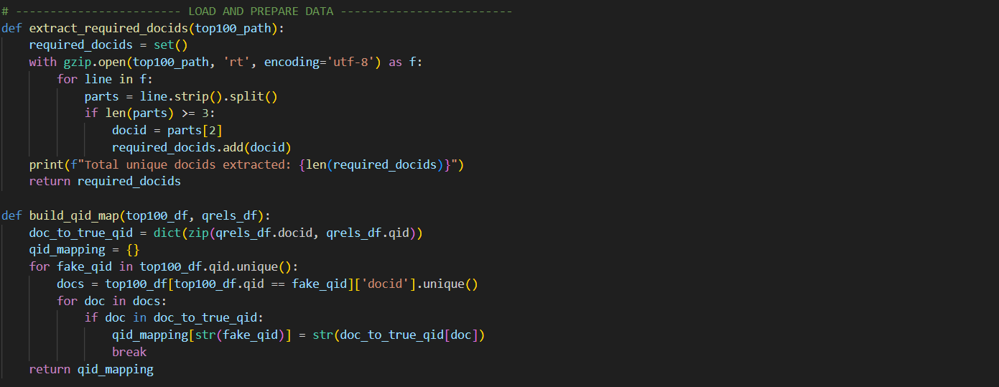 # ------------------------ LOAD AND PREPARE DATA -------------------------
def extract_required_docids(top100_path):
    required_docids = set()
    with gzip.open(top100_path, 'rt', encoding='utf-8') as f:
        for line in f:
            parts = line.strip().split()
            if len(parts) >= 3:
                docid = parts[2]
                required_docids.add(docid)
    print(f"Total unique docids extracted: {len(required_docids)}")
    return required_docids

def build_qid_map(top100_df, qrels_df):
    doc_to_true_qid = dict(zip(qrels_df.docid, qrels_df.qid))
    qid_mapping = {}
    for fake_qid in top100_df.qid.unique():
        docs = top100_df[top100_df.qid == fake_qid]['docid'].unique()
        for doc in docs:
            if doc in doc_to_true_qid:
                qid_mapping[str(fake_qid)] = str(doc_to_true_qid[doc])
                break
    return qid_mapping